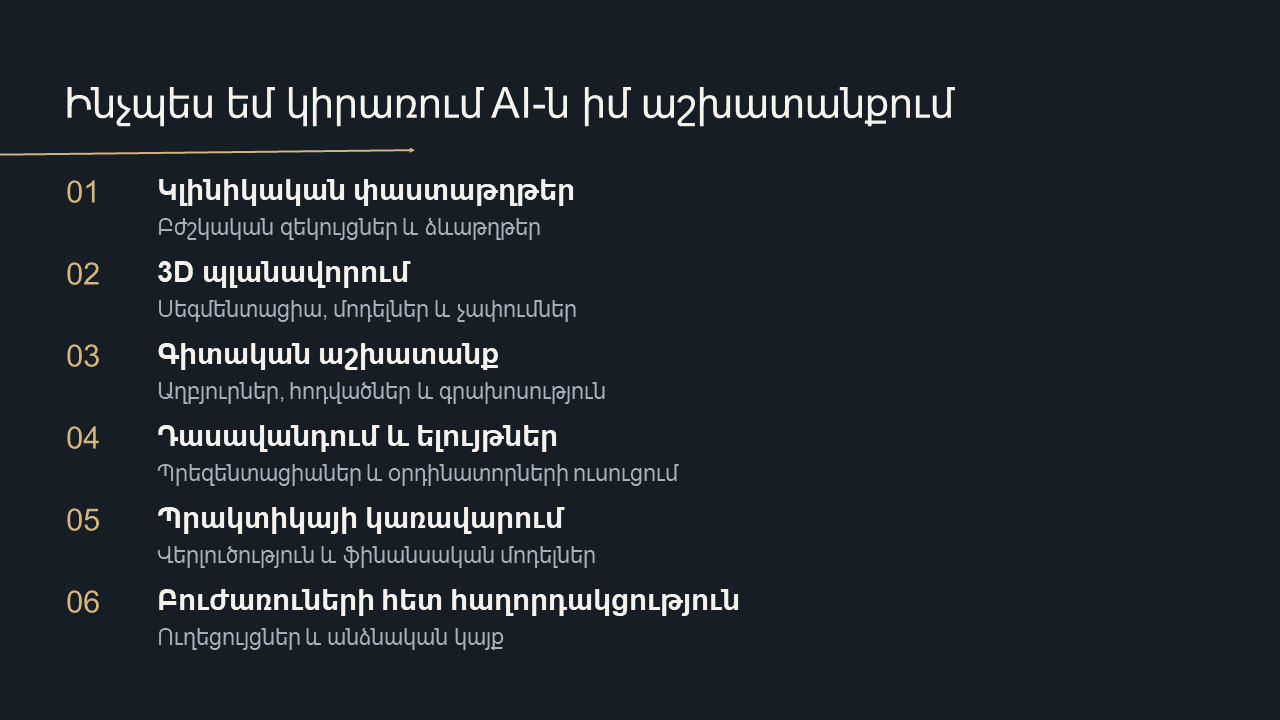 Ինչպես եմ կիրառում AI-ն իմ աշխատանքում
01 Կլինիկական փաստաթղթեր
Բժշկական զեկույցներ և ձևաթղթեր
02 3D պլանավորում
Սեգմենտացիա, մոդելներ և չափումներ
03 Գիտական աշխատանք
Աղբյուրներ, հոդվածներ և գրախոսություն
04 Դասավանդում և ելույթներ
Պրեզենտացիաներ և օրդինատորների ուսուցում
05 Պրակտիկայի կառավարում
Վերլուծություն և ֆինանսական մոդելներ
06 Բուժառուների հետ հաղորդակցություն
Ուղեցույցներ և անձնական կայք